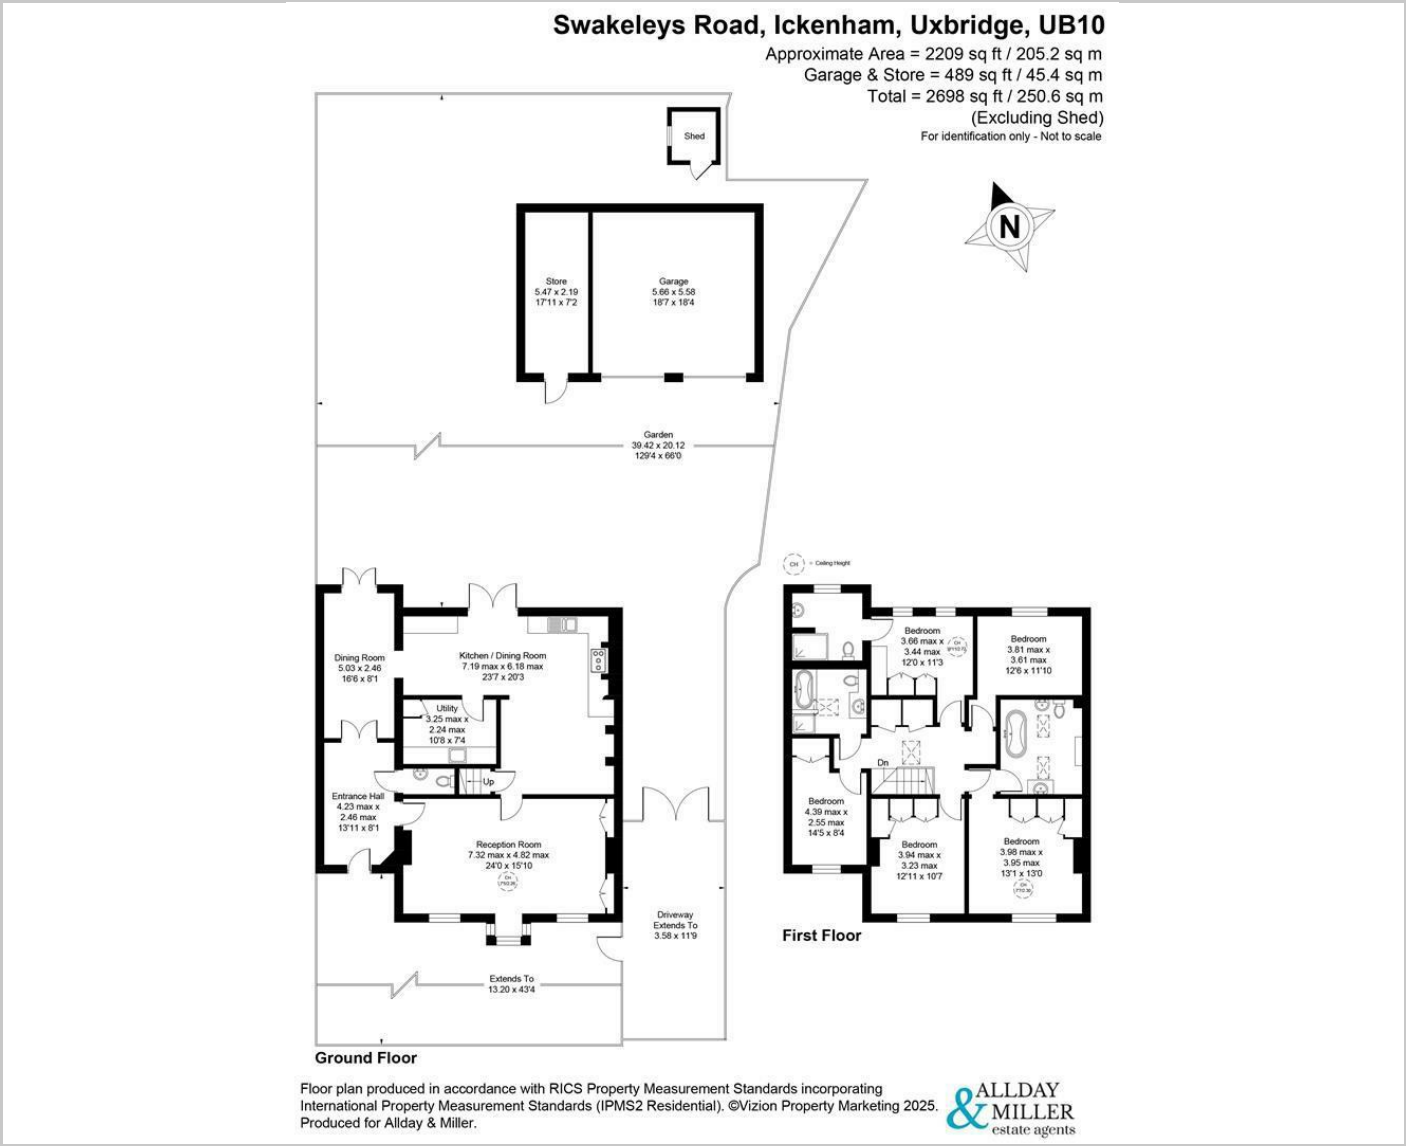 Swakeleys Road, Ickenham, Uxbridge, UB10
Approximate Area = 2209 sq ft / 205.2 sq m
Garage & Store = 489 sq ft / 45.4 sq m
Total = 2698 sq ft / 250.6 sq m
(Excluding Shed)
For identification only - Not to scale
Shed
N
Store
5.47 x 2.19
17'11 x 7'2
Garage
5.66 x 5.58
18'7 x 18'4
Garden
39.42 x 20.12
129'4 x 66'0
CH
= Ceiling Height
Dining Room
5.03 x 2.46
16'6 x 8'1
Kitchen / Dining Room
7.19 max x 6.18 max
23'7 x 20'3
Utility
3.25 max x
2.24 max
10'8 x 7'4
Up
Entrance Hall
4.23 max x
2.46 max
13'11 x 8'1
Reception Room
7.32 max x 4.82 max
24'0 x 15'10
CH
Driveway
Extends To
3.58 x 11'9
Extends To
13.20 x 43'4
Ground Floor
Bedroom
3.66 max x
3.44 max
12'0 x 11'3
CH
Bedroom
3.81 max x
3.61 max
12'6 x 11'10
Dn
Bedroom
4.39 max x
2.55 max
14'5 x 8'4
Bedroom
3.94 max x
3.23 max
12'11 x 10'7
Bedroom
3.98 max x
3.95 max
13'1 x 13'0
CH
First Floor
Floor plan produced in accordance with RICS Property Measurement Standards incorporating
International Property Measurement Standards (IPMS2 Residential). ©Vizion Property Marketing 2025.
Produced for Allday & Miller.
ALLDAY
& MILLER
estate agents